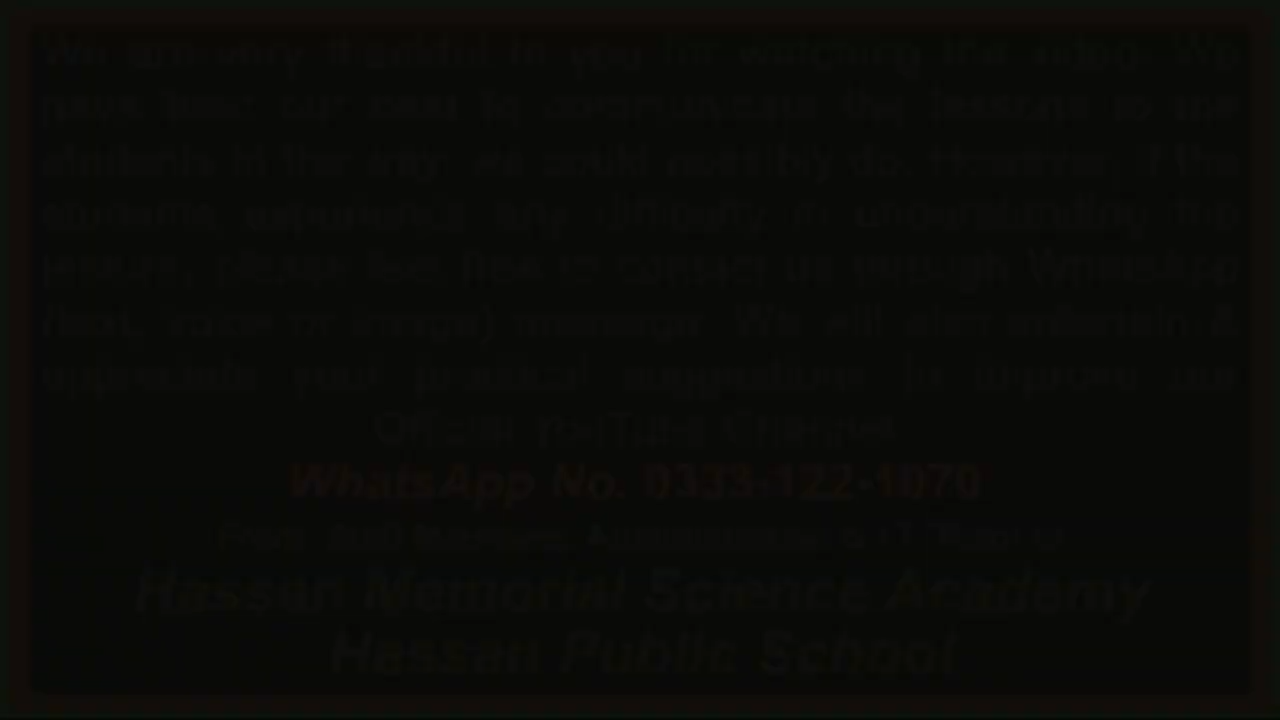 We are very thankful to you for watching the video. We
have tried our best to communicate the lessons to the
students in the way we could possibly do. However, if the
students experience any difficulty in understanding the
lesson, please feel free to contact us through WhatsApp
(text, voice or image) message. We will also entertain &
appreciate your practical suggestions to improve our
Official YouTube Channel
WhatsApp No. 0333-122-1070
Hassan Memorial Science Academy
Hassan Public School